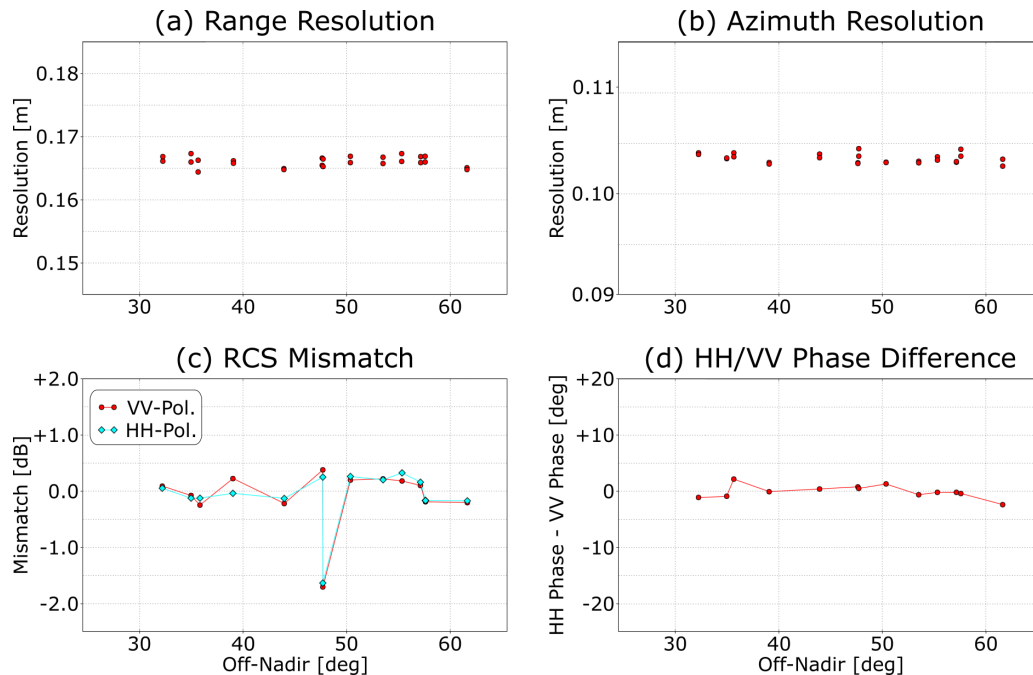 (a) Range Resolution
(b) Azimuth Resolution
Resolution [m]
0.18
0.17
0.16
0.15
30 40 50 60
Resolution [m]
0.11
0.10
0.09
30 40 50 60
(c) RCS Mismatch
(d) HH/VV Phase Difference
Mismatch [dB]
+2.0
+1.0
0.0
-1.0
-2.0
VV-Pol.
HH-Pol.
30 40 50 60
Off-Nadir [deg]
HH Phase - VV Phase [deg]
+20
+10
0
-10
-20
30 40 50 60
Off-Nadir [deg]